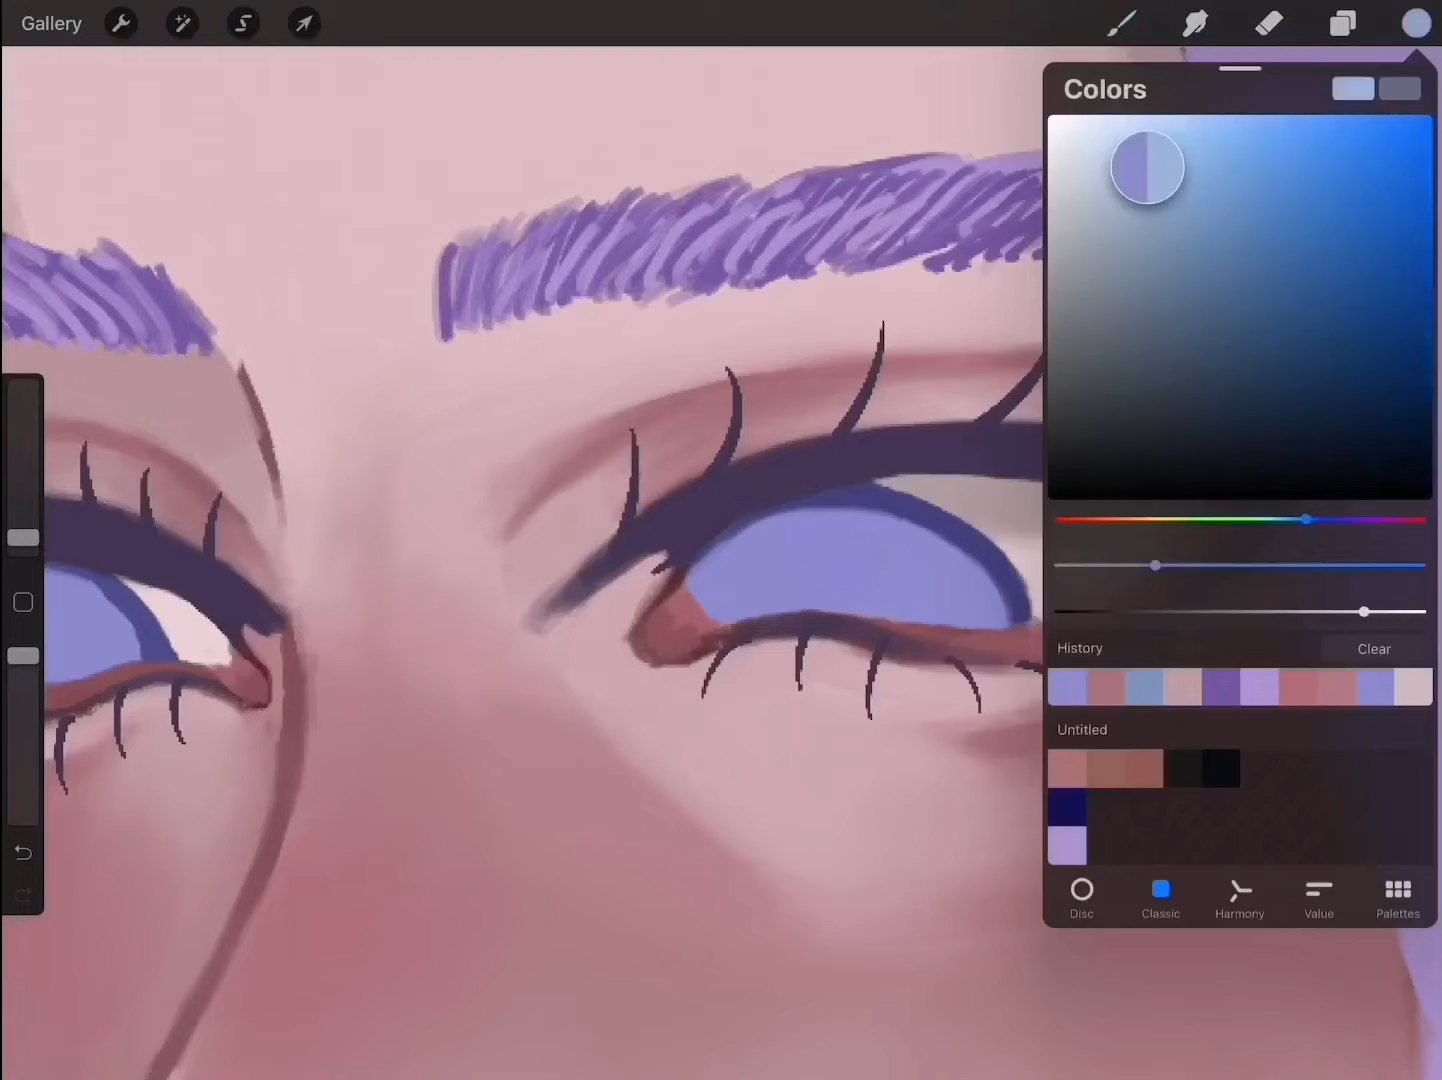 Gallery
Colors
History
Clear
Untitled
Disc
Classic
Harmony
Value
Palettes